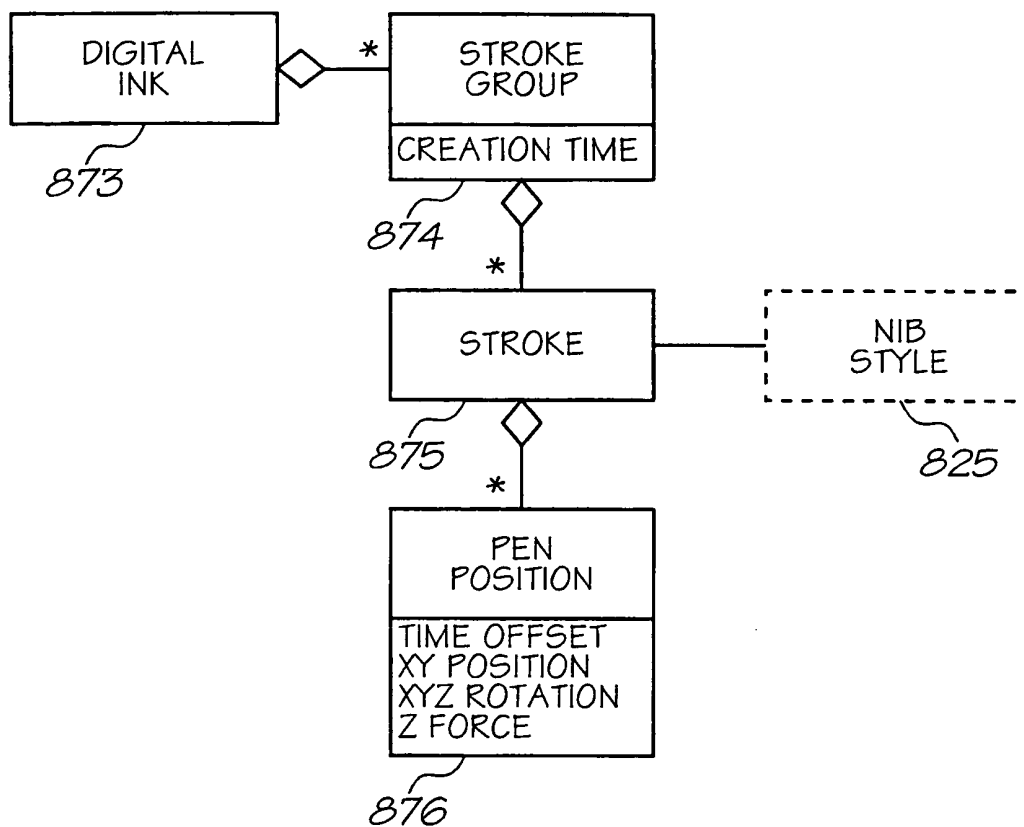 DIGITAL
INK
873
*
STROKE
GROUP
CREATION TIME
874
*
STROKE
875
NIB
STYLE
825
*
PEN
POSITION
TIME OFFSET
XY POSITION
XYZ ROTATION
Z FORCE
876